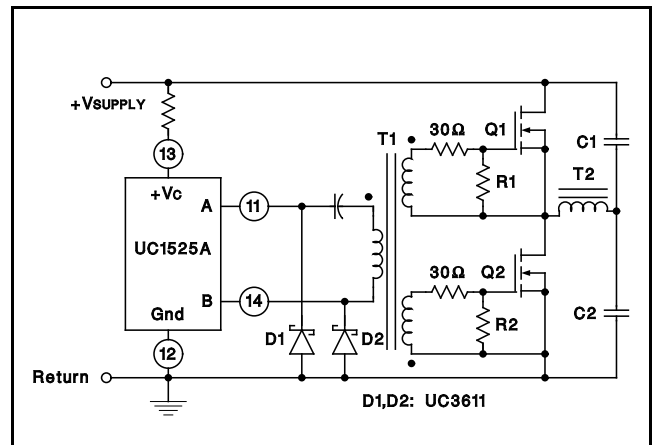 +VSUPPLY
13
+VC
A
11
UC1525A
B
14
Gnd
12
Return
D1
D2
T1
30Ω
Q1
R1
C1
T2
30Ω
Q2
R2
C2
D1,D2: UC3611